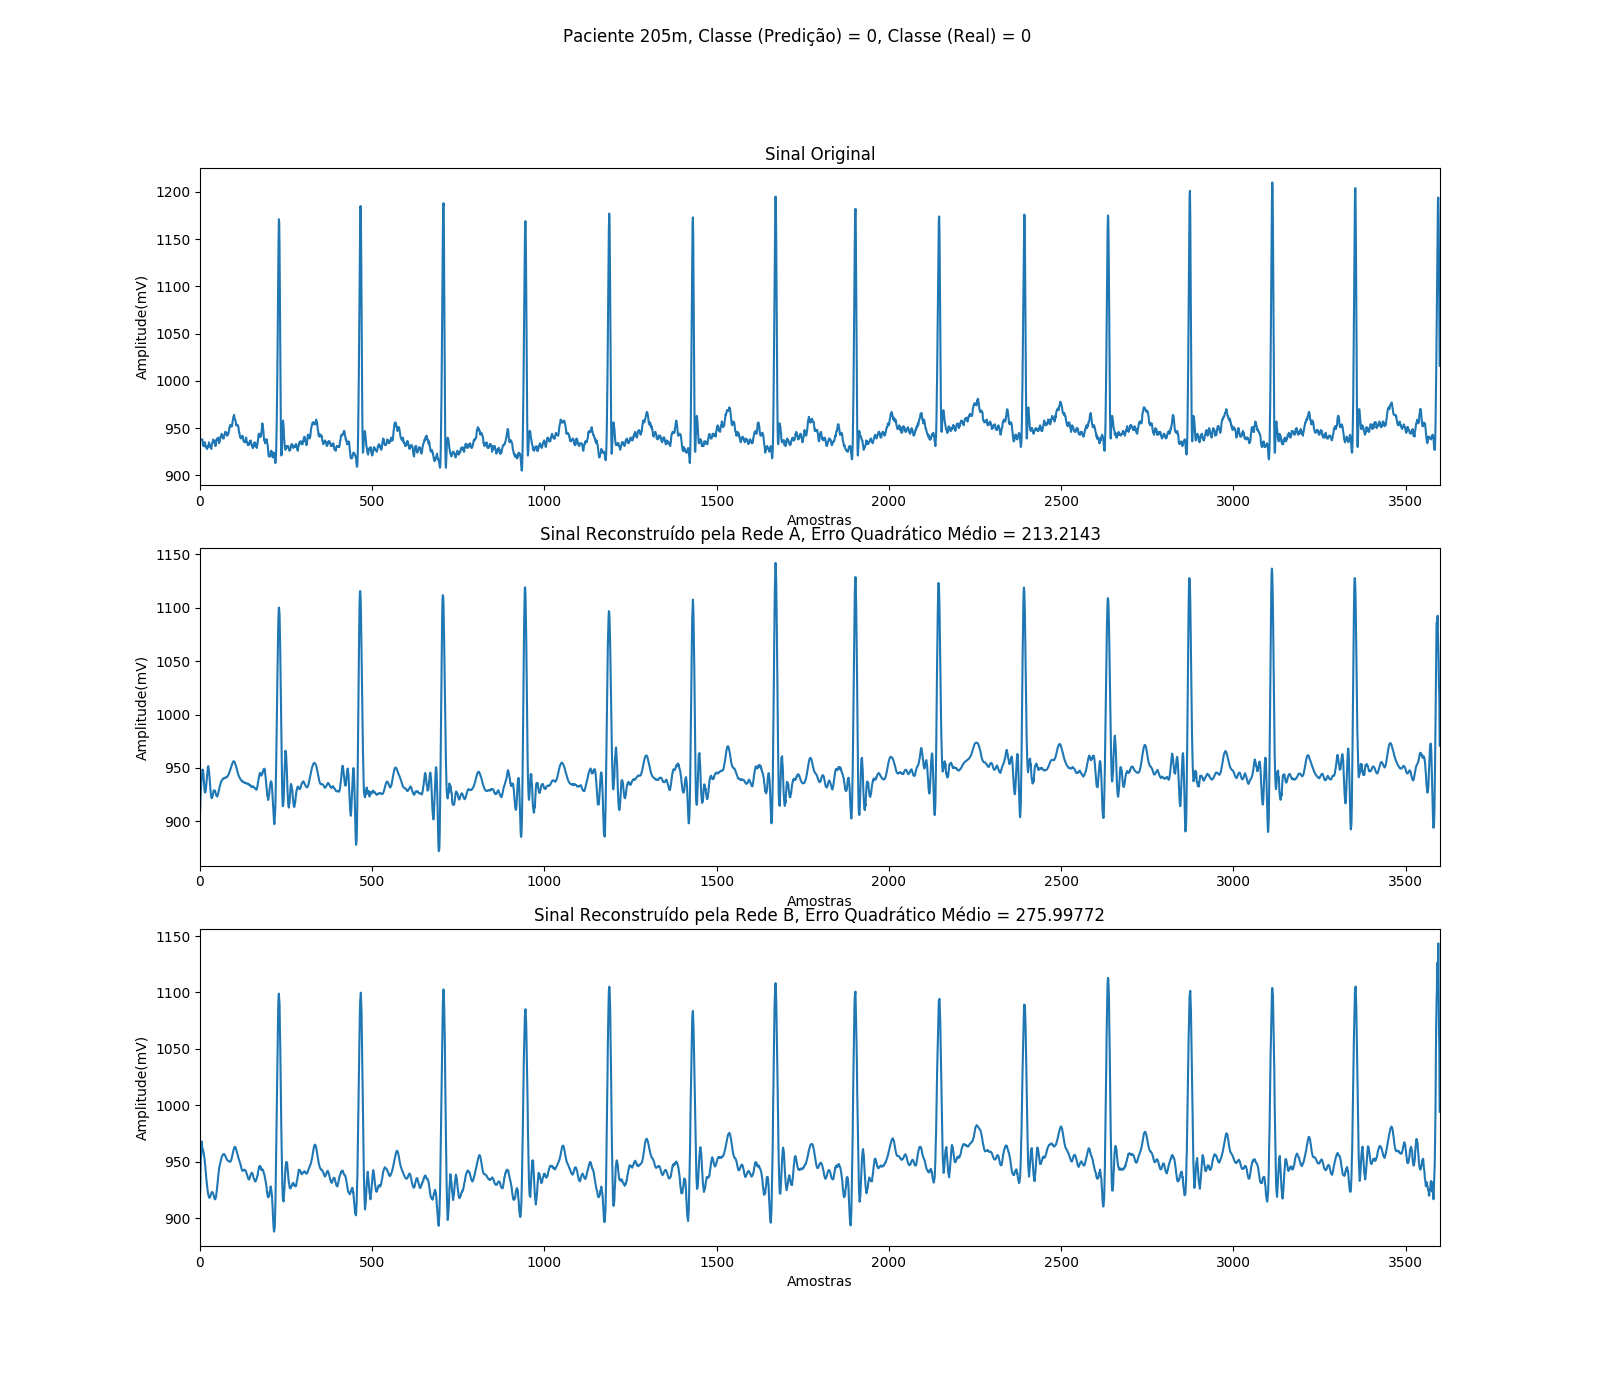 Paciente 205m, Classe (Predição) = 0, Classe (Real) = 0
Sinal Original
1200
1150
1100
1050
1000
950
900
Amplitude(mV)
0 500 1000 1500 2000 2500 3000 3500
Amostras
Sinal Reconstruído pela Rede A, Erro Quadrático Médio = 213.2143
1150
1100
1050
1000
950
900
Amplitude(mV)
0 500 1000 1500 2000 2500 3000 3500
Amostras
Sinal Reconstruído pela Rede B, Erro Quadrático Médio = 275.99772
1150
1100
1050
1000
950
900
Amplitude(mV)
0 500 1000 1500 2000 2500 3000 3500
Amostras